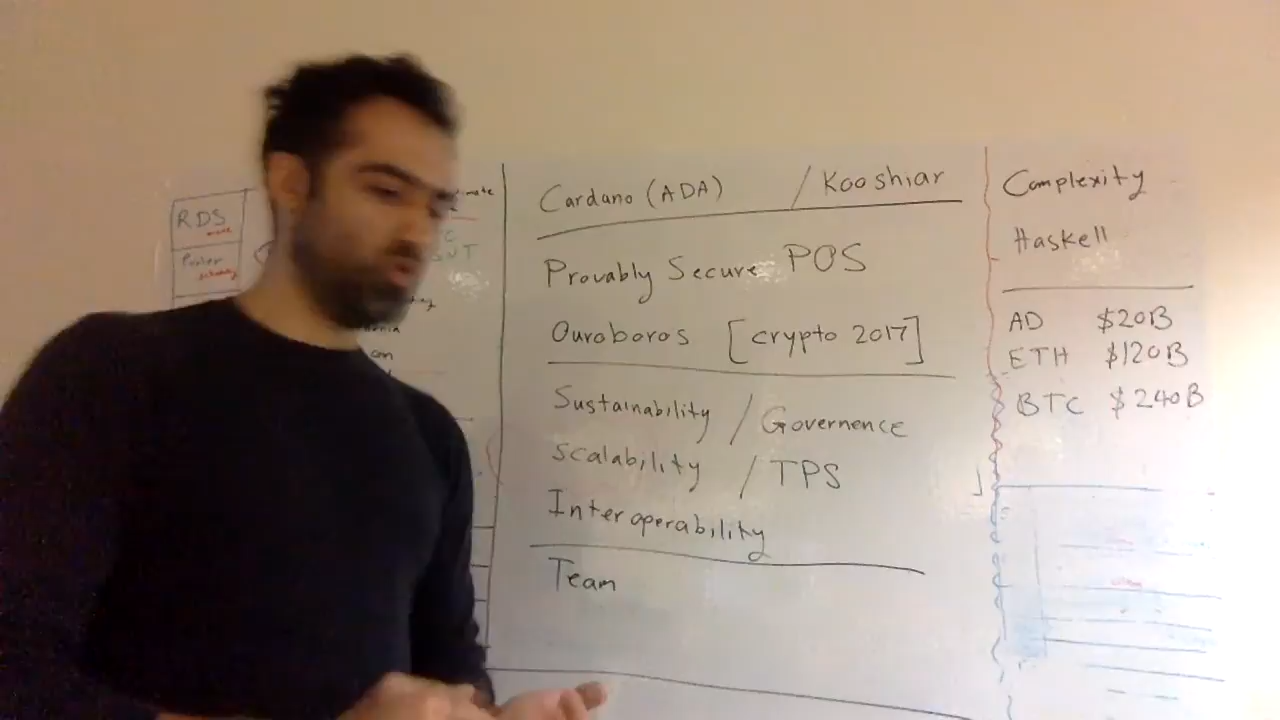 RDS
Cardano (ADA) / Kooshiar
Provably Secure POS
Ouroboros [crypto 2017]
Sustainability / Governence
Scalability / TPS
Interoperability
Team
Complexity
Haskell
AD $20B
ETH $120B
BTC $240B